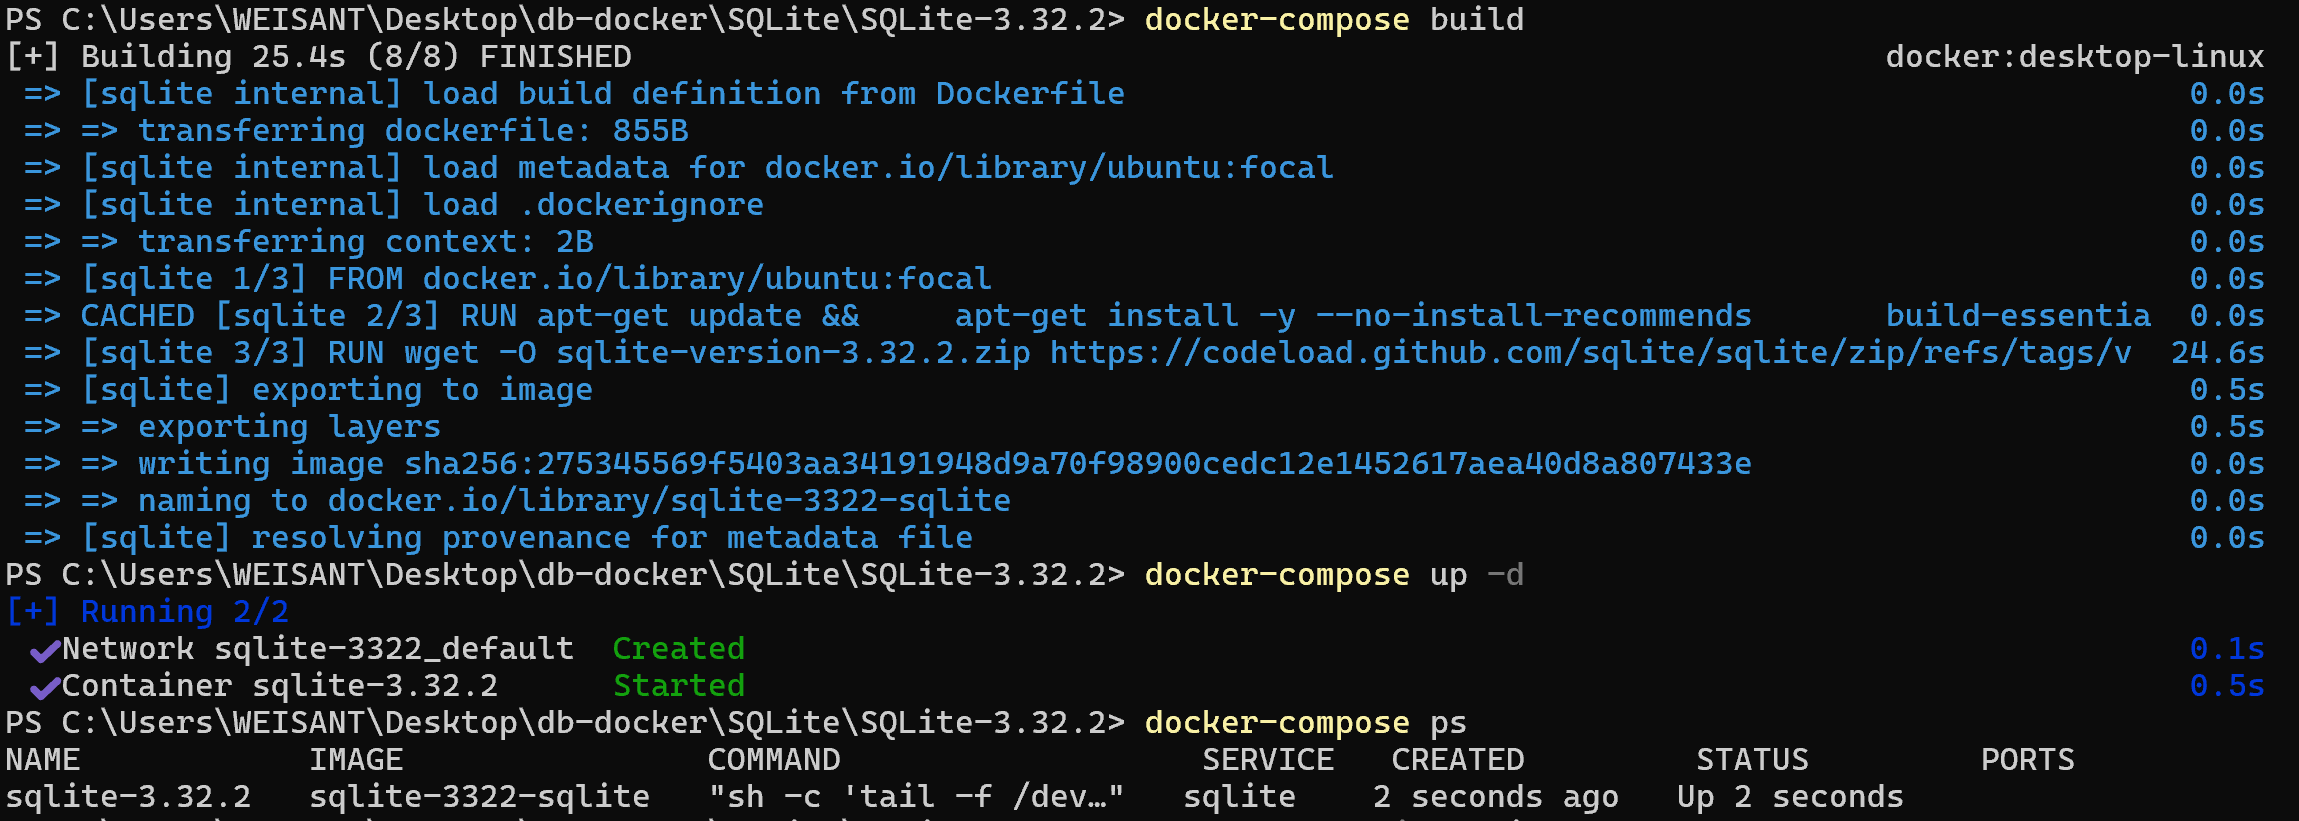 PS C:\Users\WEISANT\Desktop\db-docker\SQLite\SQLite-3.32.2> docker-compose build
[+] Building 25.4s (8/8) FINISHED docker:desktop-linux
=> [sqlite internal] load build definition from Dockerfile 0.0s
=> => transferring dockerfile: 855B 0.0s
=> [sqlite internal] load metadata for docker.io/library/ubuntu:focal 0.0s
=> [sqlite internal] load .dockerignore 0.0s
=> => transferring context: 2B 0.0s
=> [sqlite 1/3] FROM docker.io/library/ubuntu:focal 0.0s
=> CACHED [sqlite 2/3] RUN apt-get update && apt-get install -y --no-install-recommends build-essentia 0.0s
=> [sqlite 3/3] RUN wget -O sqlite-version-3.32.2.zip https://codeload.github.com/sqlite/sqlite/zip/refs/tags/v 24.6s
=> [sqlite] exporting to image 0.5s
=> => exporting layers 0.5s
=> => writing image sha256:275345569f5403aa34191948d9a70f98900cedc12e1452617aea40d8a807433e 0.0s
=> => naming to docker.io/library/sqlite-3322-sqlite 0.0s
=> [sqlite] resolving provenance for metadata file 0.0s
PS C:\Users\WEISANT\Desktop\db-docker\SQLite\SQLite-3.32.2> docker-compose up -d
[+] Running 2/2
✔Network sqlite-3322_default Created 0.1s
✔Container sqlite-3.32.2 Started 0.5s
PS C:\Users\WEISANT\Desktop\db-docker\SQLite\SQLite-3.32.2> docker-compose ps
NAME IMAGE COMMAND SERVICE CREATED STATUS PORTS
sqlite-3.32.2 sqlite-3322-sqlite "sh -c 'tail -f /dev…" sqlite 2 seconds ago Up 2 seconds